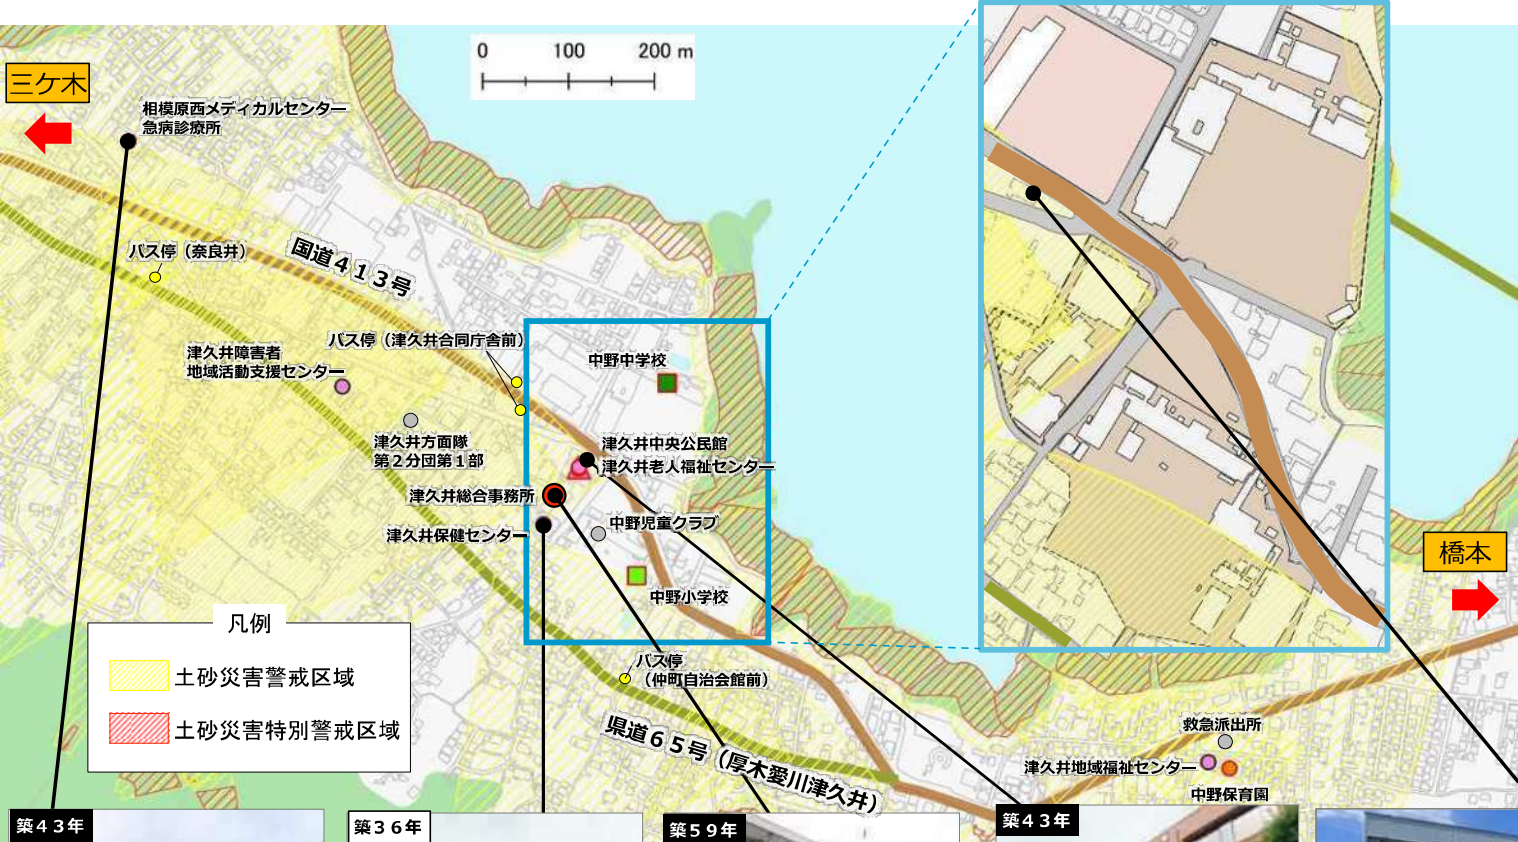 0 100 200 m
三ケ木
相模原西メディカルセンター
急病診療所
バス停（奈良井）
国道４１３号
バス停（津久井合同庁舎前）
津久井障害者
地域活動支援センター
中野中学校
津久井方面隊
第２分団第１部
津久井中央公民館
津久井老人福祉センター
津久井総合事務所
中野児童クラブ
津久井保健センター
橋本
中野小学校
凡例
土砂災害警戒区域
土砂災害特別警戒区域
バス停
（仲町自治会館前）
県道６５号（厚木愛川津久井）
救急派出所
津久井地域福祉センター
中野保育園
築４３年
築３６年
築５９年
築４３年